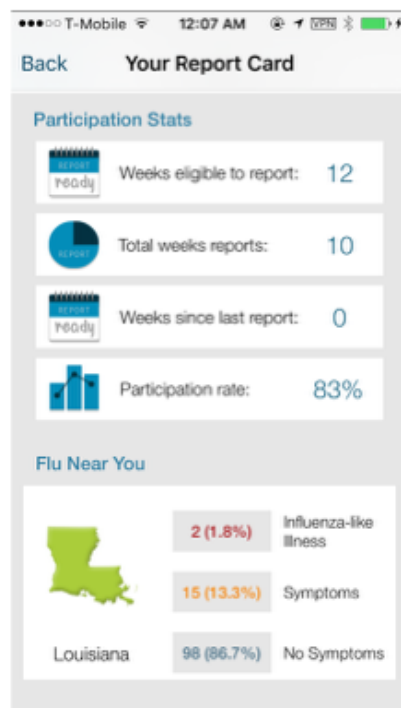 T-Mobile 12:07 AM VPN
Back Your Report Card
Participation Stats
REPORT
ready
Weeks eligible to report: 12
REPORT
Total weeks reports: 10
REPORT
ready
Weeks since last report: 0
Participation rate: 83%
Flu Near You
2 (1.8%) Influenza-like
Illness
15 (13.3%) Symptoms
Louisiana 98 (86.7%) No Symptoms